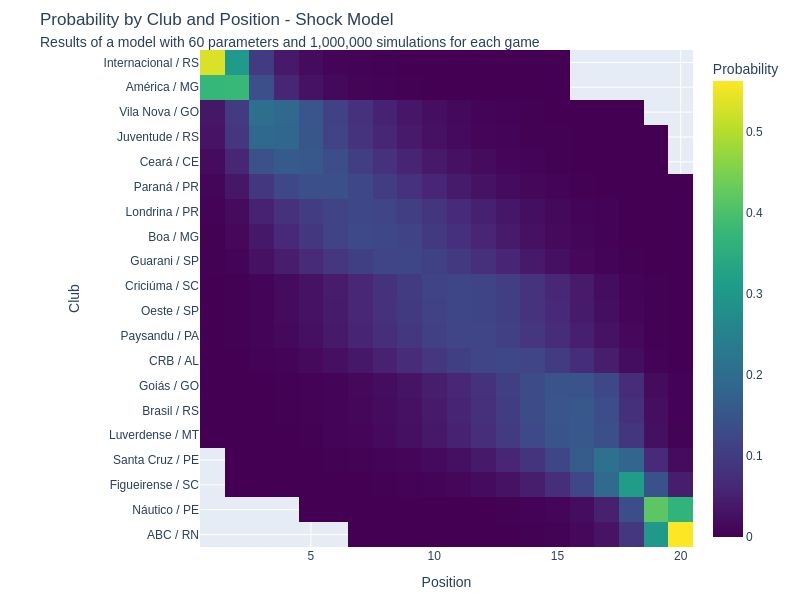 Probability by Club and Position - Shock Model
Results of a model with 60 parameters and 1,000,000 simulations for each game
Probability
Internacional / RS
América / MG
Vila Nova / GO
Juventude / RS
Ceará / CE
Paraná / PR
Londrina / PR
Boa / MG
Guarani / SP
Criciúma / SC
Oeste / SP
Paysandu / PA
CRB / AL
Goiás / GO
Brasil / RS
Luverdense / MT
Santa Cruz / PE
Figueirense / SC
Náutico / PE
ABC / RN
Club
5
10
15
20
Position
0.5
0.4
0.3
0.2
0.1
0